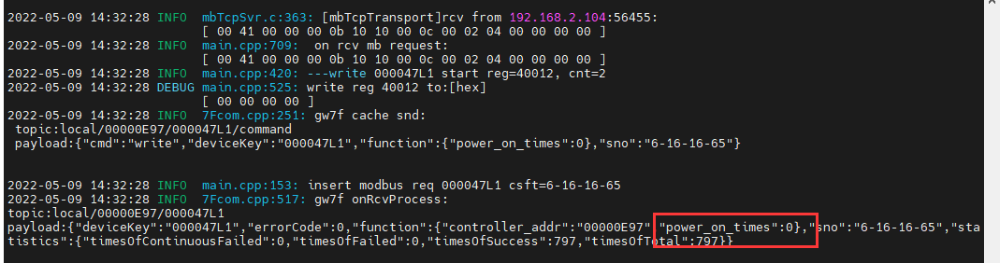 2022-05-09 14:32:28 INFO  mbTcpSvr.c:363: [mbTcpTransport]rcv from 192.168.2.104:56455:
[ 00 41 00 00 00 0b 10 10 00 0c 00 02 04 00 00 00 00 ]
2022-05-09 14:32:28 INFO  main.cpp:709:  on rcv mb request:
[ 00 41 00 00 00 0b 10 10 00 0c 00 02 04 00 00 00 00 ]
2022-05-09 14:32:28 INFO  main.cpp:420: ---write 000047L1 start reg=40012, cnt=2
2022-05-09 14:32:28 DEBUG main.cpp:525: write reg 40012 to:[hex]
[ 00 00 00 00 ]
2022-05-09 14:32:28 INFO  7Fcom.cpp:251: gw7f cache snd:
topic:local/00000E97/000047L1/command
payload:{"cmd":"write","deviceKey":"000047L1","function":{"power_on_times":0},"sno":"6-16-16-65"}
2022-05-09 14:32:28 INFO  main.cpp:153: insert modbus req 000047L1 csft=6-16-16-65
2022-05-09 14:32:28 INFO  7Fcom.cpp:517: gw7f onRcvProcess:
topic:local/00000E97/000047L1
payload:{"deviceKey":"000047L1","errorCode":0,"function":{"controller_addr":"00000E97","power_on_times":0},"sno":"6-16-16-65","sta
tistics":{"timesOfContinuousFailed":0,"timesOfFailed":0,"timesOfSuccess":797,"timesOfTotal":797}}